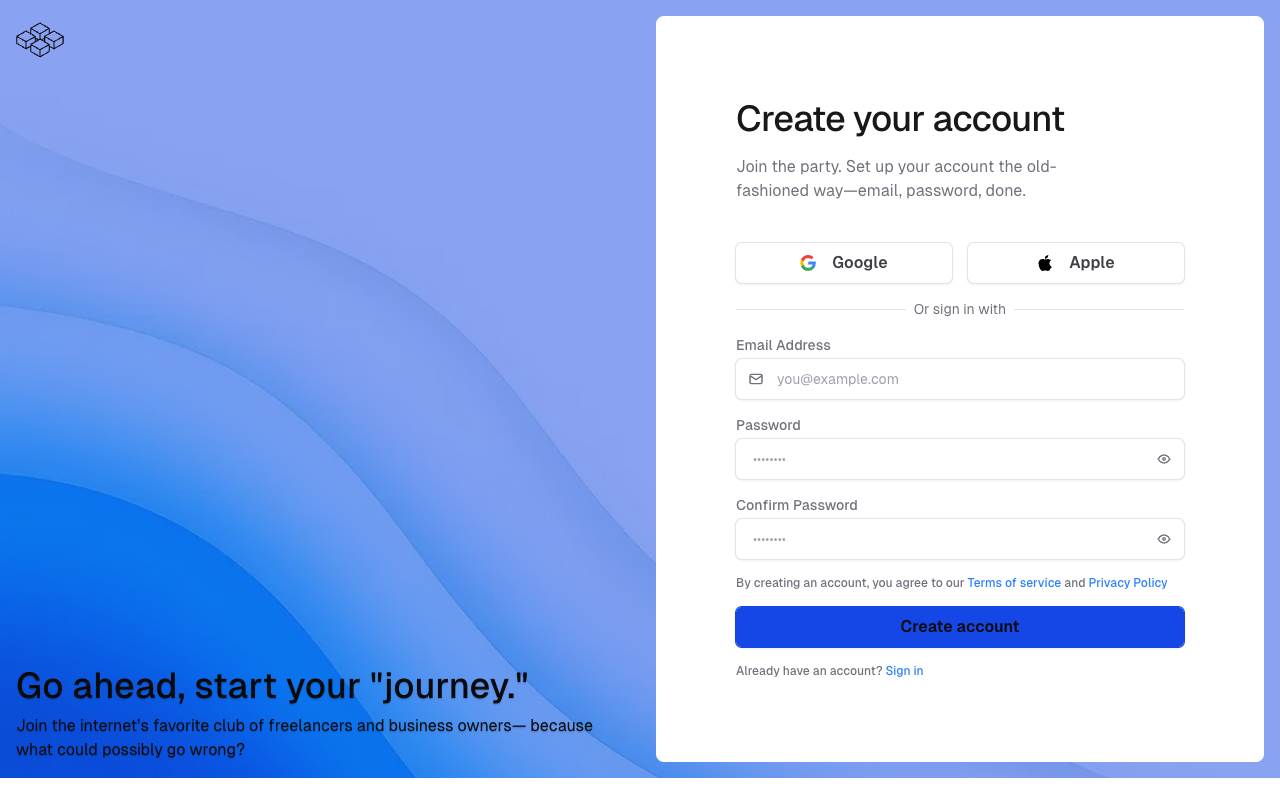 Create your account
Join the party. Set up your account the old-
fashioned way—email, password, done.
Google
Apple
Or sign in with
Email Address
you@example.com
Password
••••••••
Confirm Password
••••••••
By creating an account, you agree to our Terms of service and Privacy Policy
Create account
Already have an account? Sign in
Go ahead, start your "journey."
Join the internet's favorite club of freelancers and business owners— because
what could possibly go wrong?